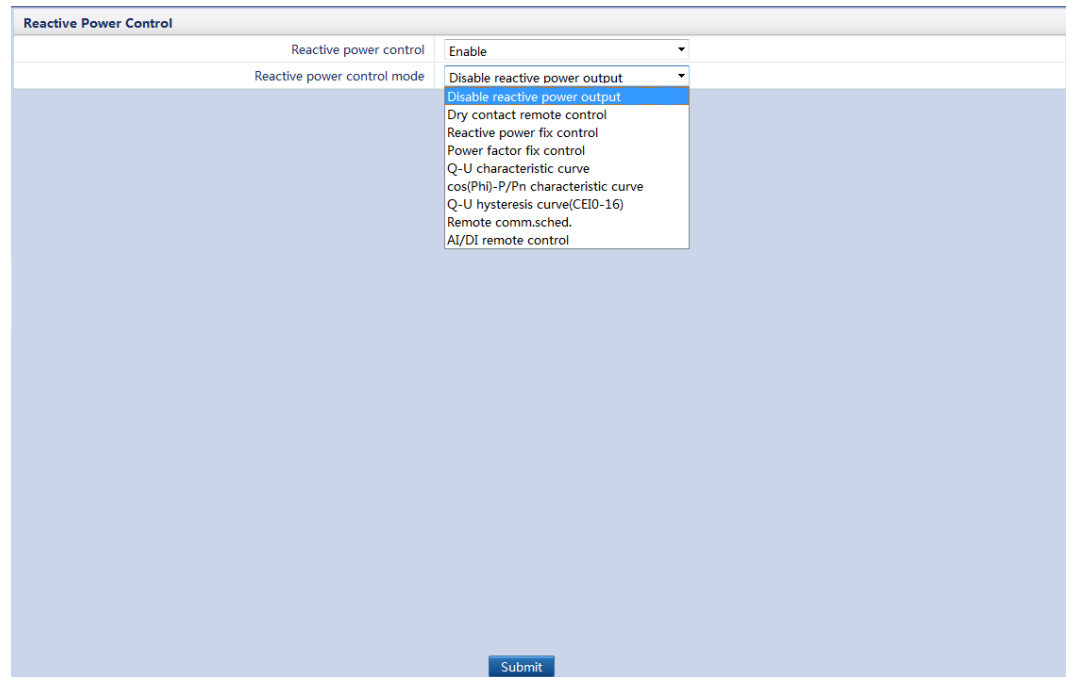 Reactive Power Control
Reactive power control Enable
Reactive power control mode Disable reactive power output
Disable reactive power output
Dry contact remote control
Reactive power fix control
Power factor fix control
Q-U characteristic curve
cos(Phi)-P/Pn characteristic curve
Q-U hysteresis curve(CEI0-16)
Remote comm.sched.
AI/DI remote control
Submit